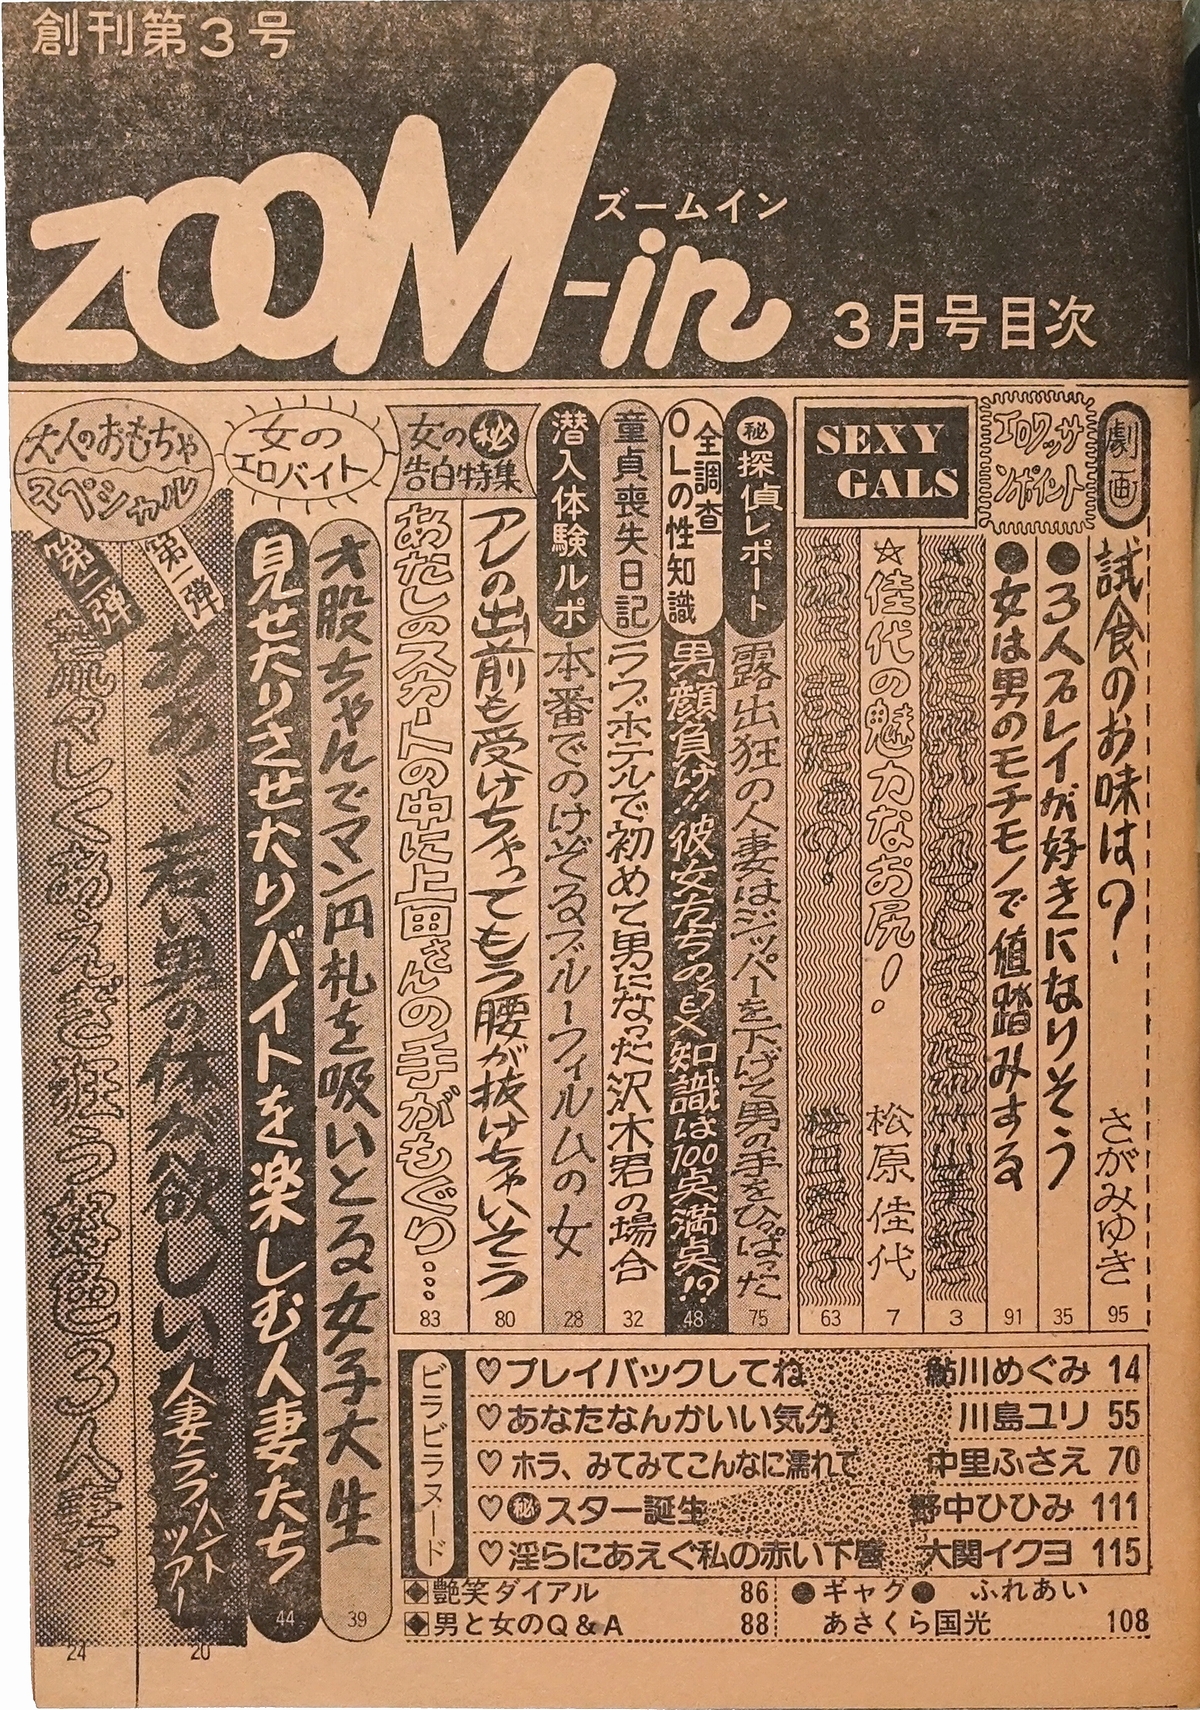 創刊第3号
ZOOM-in
ズームイン
3月号目次
劇画
試食のお味は?
さがみゆき
95
エロクッサンポイント
●3人プレイが好きになりそう
35
●女は男のモチモノで値踏みする
91
SEXY
GALS
3
☆佳代の魅力なお尻!
松原佳代
7
63
㊙探偵レポート
露出狂の人妻はジッパーを下げて男の手をひっぱった
75
全調査
OLの性知識
男顔負け!!彼女たちのSEX知識は100点満点!?
48
童貞喪失日記
ラブホテルで初めて男になった沢木君の場合
32
潜入体験ルポ
本番でのけぞるブルーフィルムの女
28
女の㊙
告白特集
アレの出前も受けちゃってもう腰が抜けちゃいそう
80
あたしのスカートの中に上田さんの手がもぐり…
83
女の
エロバイト
大股ちゃんでマン円札を吸いとる女子大生
39
見せたりさせたりバイトを楽しむ人妻たち
44
大人のおもちゃ
スペシャル
第一弾
ああ〜若い男の体が欲しい
人妻ラブハント
ツアー
20
第二弾
24
ビラビラヌード
♡プレイバックしてね 鮎川めぐみ 14
♡あなたなんかいい気分 川島ユリ 55
♡ホラ、みてみてこんなに濡れて 中里ふさえ 70
♡㊙スター誕生 野中ひひみ 111
♡淫らにあえぐ私の赤い下唇 大関イクヨ 115
◆艶笑ダイアル 86
◆男と女のQ&A 88
●ギャグ● ふれあい
あさくら国光 108